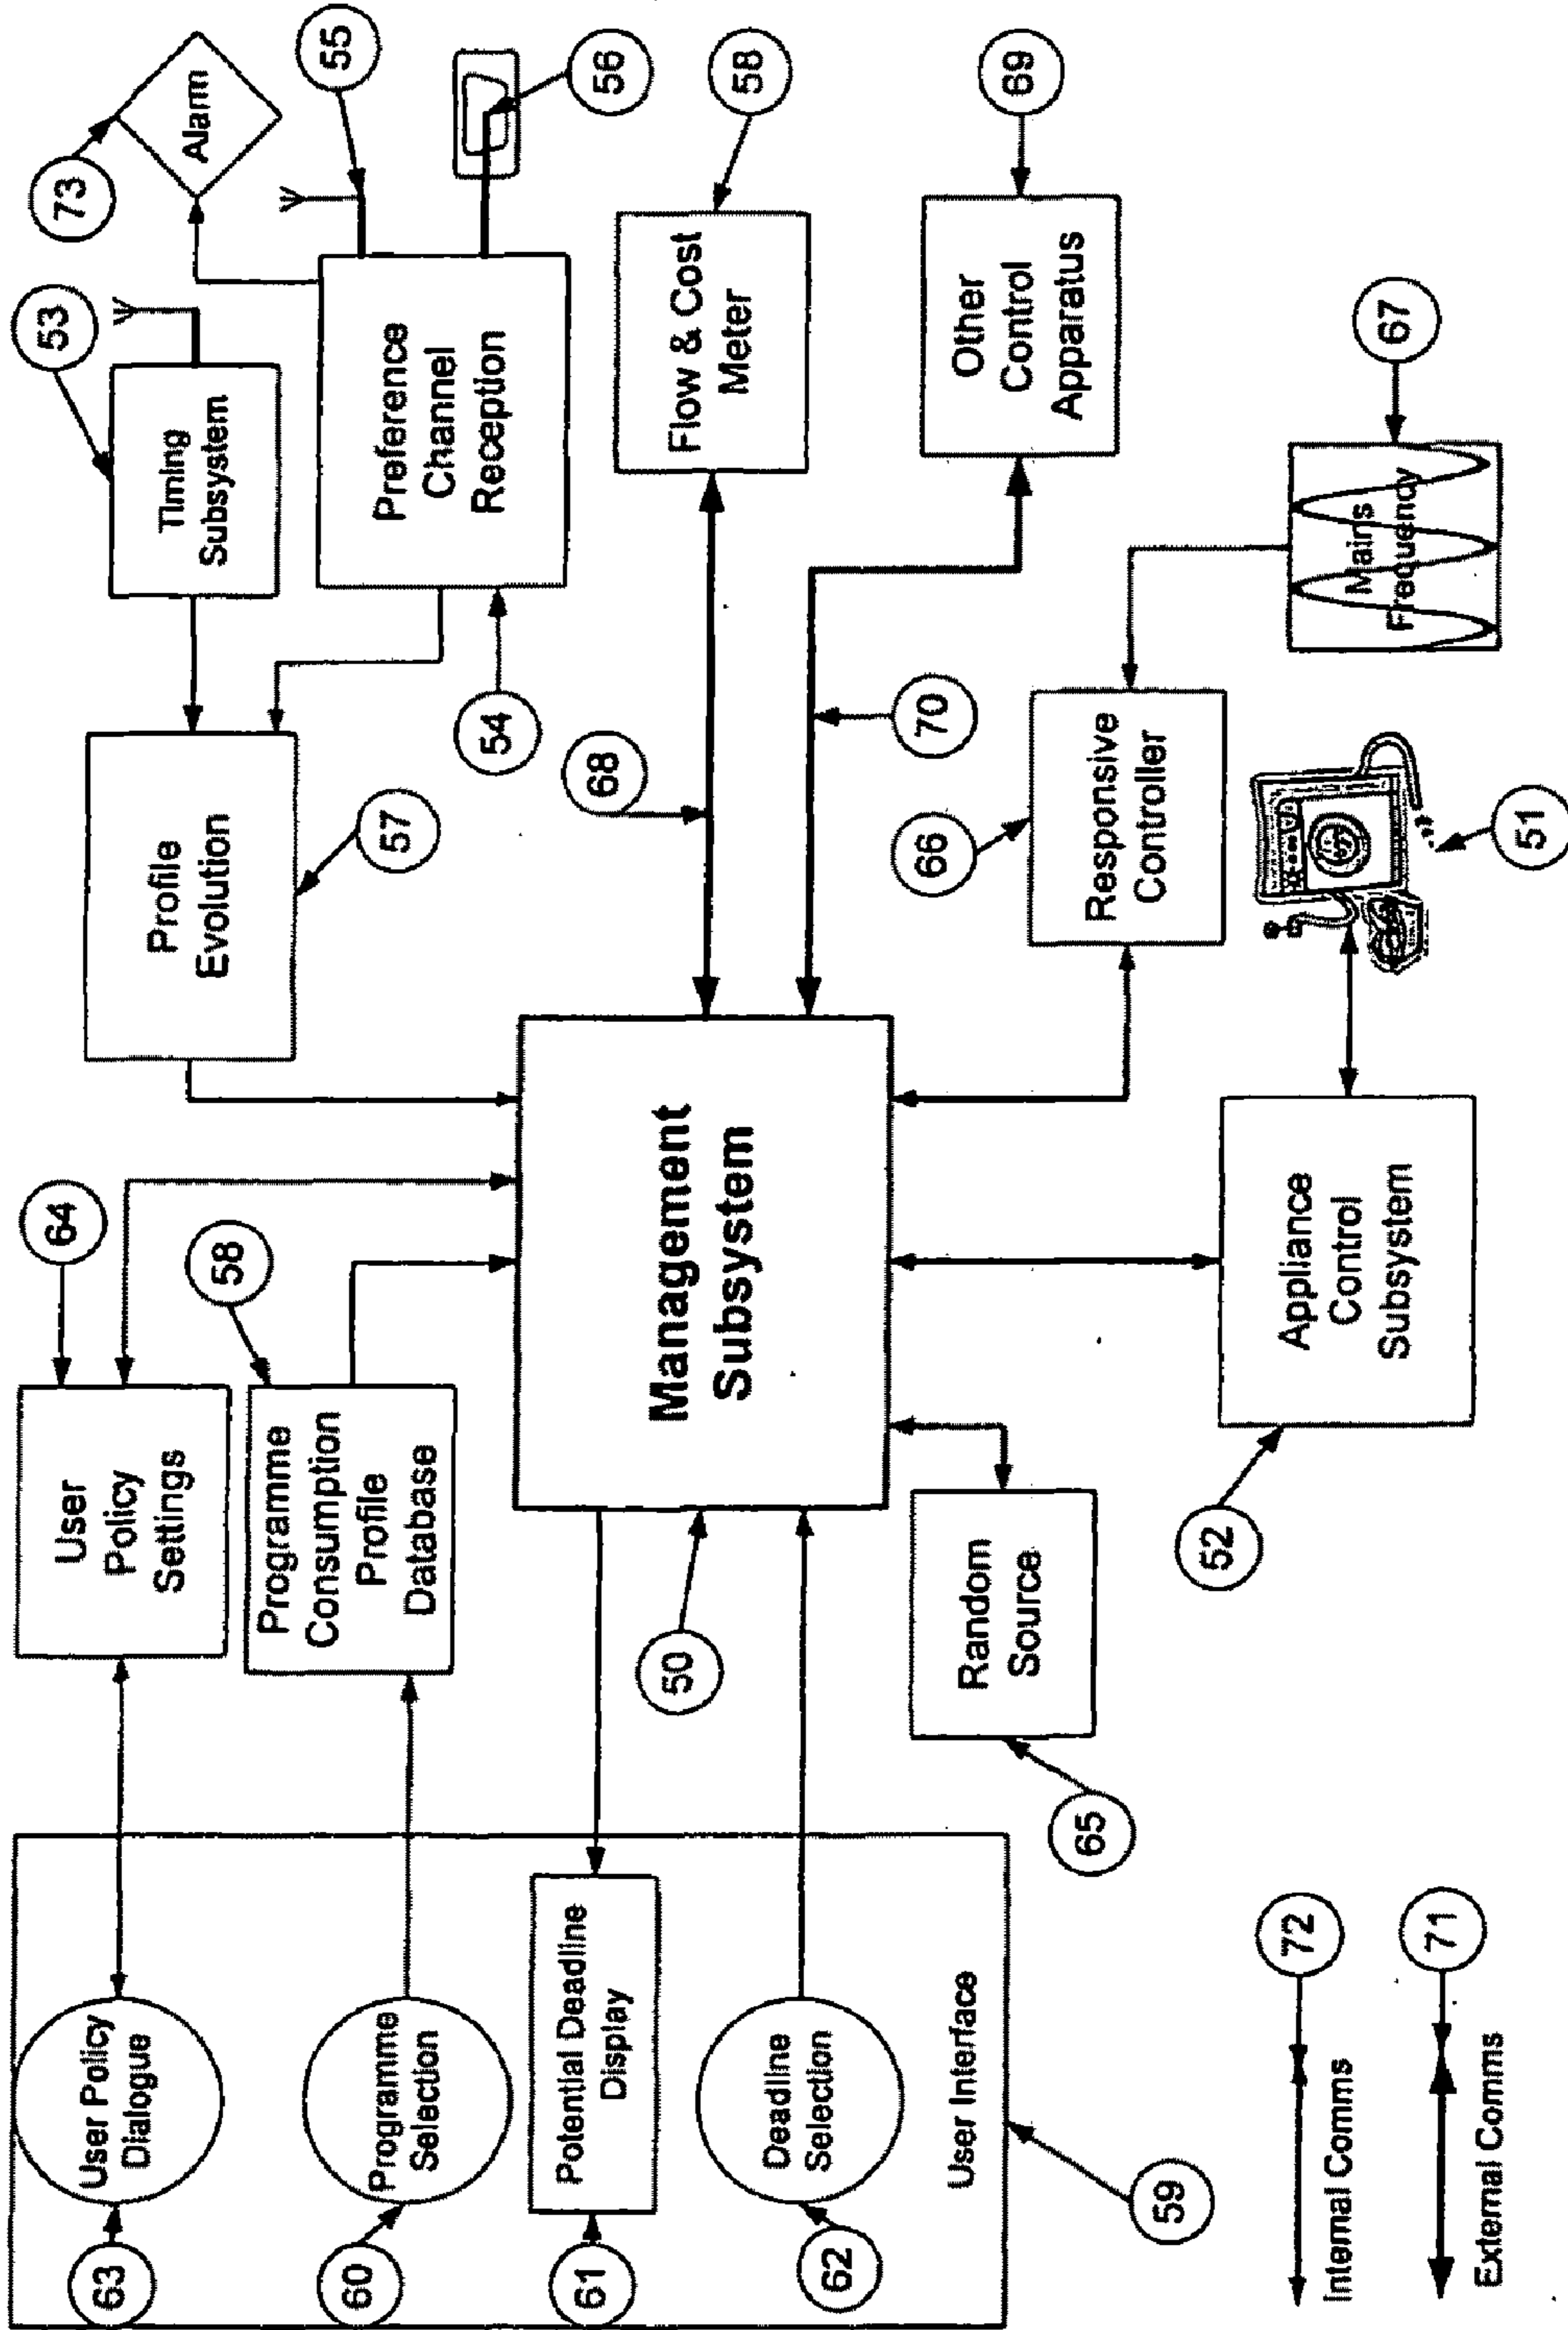 63
User Policy
Dialogue
60
Programme
Selection
61
Potential Deadline
Display
62
Deadline
Selection
User Interface
59
64
User
Policy
Settings
58
Programme
Consumption
Profile
Database
50
Management
Subsystem
65
Random
Source
52
Appliance
Control
Subsystem
51
57
Profile
Evolution
53
Timing
Subsystem
73
Alarm
55
56
54
Preference
Channel
Reception
68
58
Flow & Cost
Meter
70
69
Other
Control
Apparatus
66
Responsive
Controller
67
Mains
Frequency
72
Internal Comms
71
External Comms